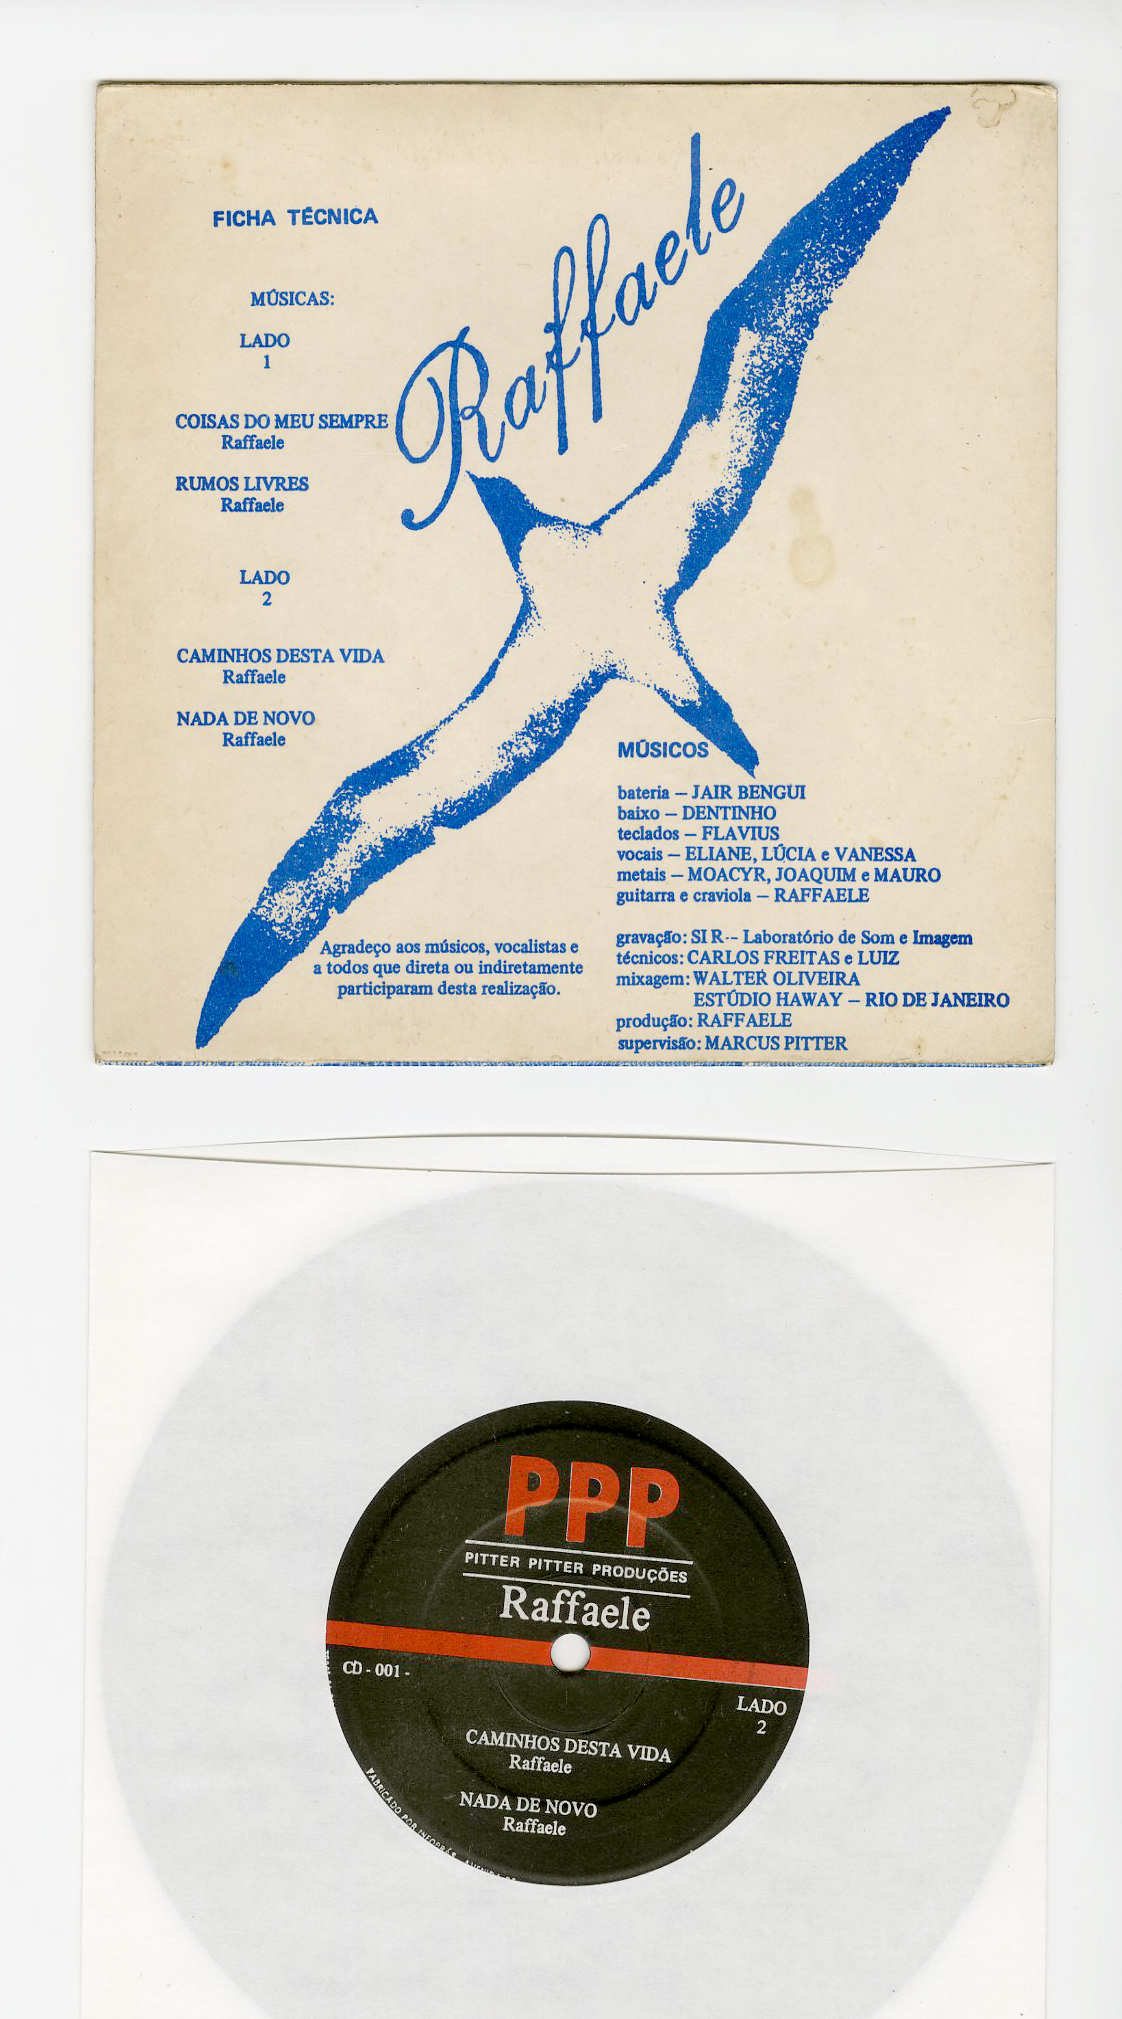 FICHA TÉCNICA
MÚSICAS:
LADO
1
COISAS DO MEU SEMPRE
Raffaele
RUMOS LIVRES
Raffaele
LADO
2
CAMINHOS DESTA VIDA
Raffaele
NADA DE NOVO
Raffaele
Raffaele
MÚSICOS
bateria – JAIR BENGUI
baixo – DENTINHO
teclados – FLAVIUS
vocais – ELIANE, LÚCIA e VANESSA
metais – MOACYR, JOAQUIM e MAURO
guitarra e craviola – RAFFAELE
gravação: SIR-- Laboratório de Som e Imagem
técnicos: CARLOS FREITAS e LUIZ
mixagem: WALTER OLIVEIRA
ESTÚDIO HAWAY – RIO DE JANEIRO
produção: RAFFAELE
supervisão: MARCUS PITTER
Agradeço aos músicos, vocalistas e
a todos que direta ou indiretamente
participaram desta realização.
PPP
PITTER PITTER PRODUÇÕES
Raffaele
CD - 001 -
LADO
2
CAMINHOS DESTA VIDA
Raffaele
NADA DE NOVO
Raffaele
FABRICADO POR